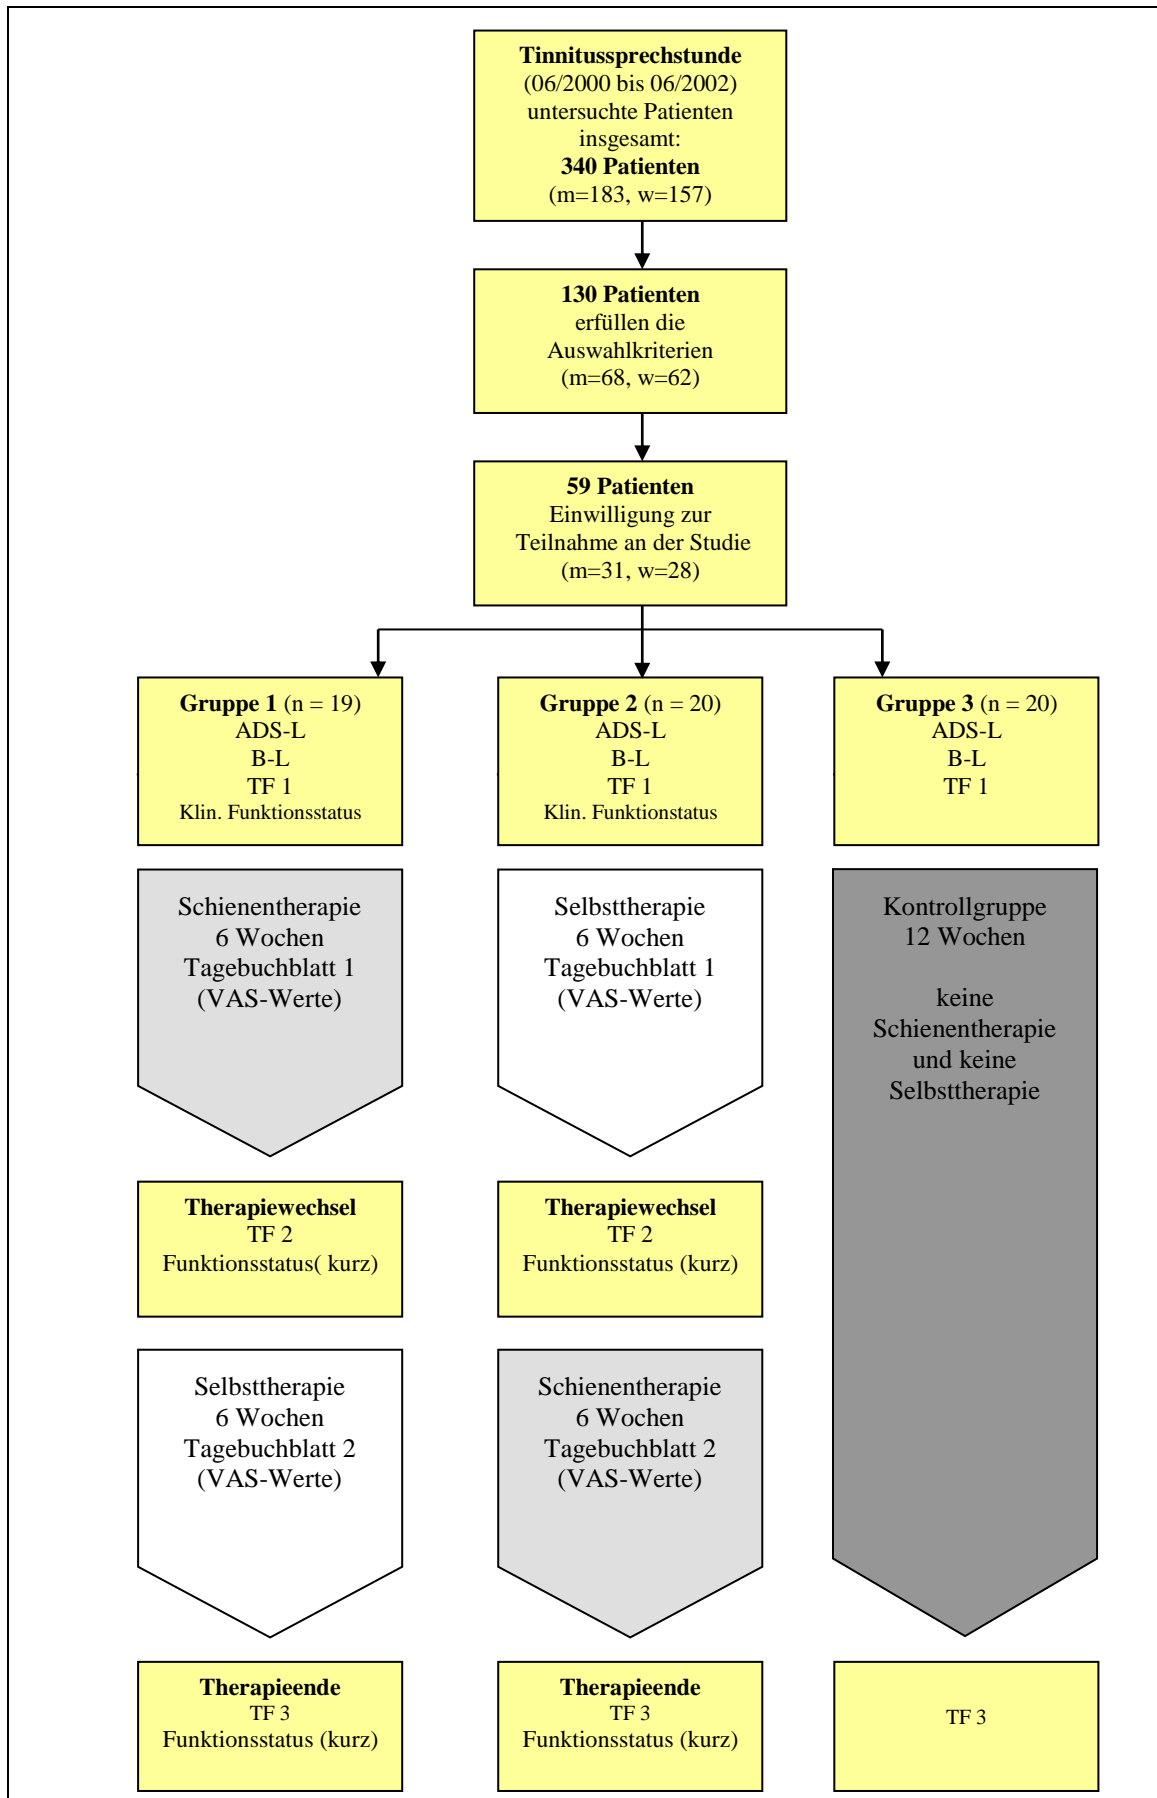 Tinnitussprechstunde
(06/2000 bis 06/2002)
untersuchte Patienten
insgesamt:
340 Patienten
(m=183, w=157)
130 Patienten
erfüllen die
Auswahlkriterien
(m=68, w=62)
59 Patienten
Einwilligung zur
Teilnahme an der Studie
(m=31, w=28)
Gruppe 1 (n = 19)
ADS-L
B-L
TF 1
Klin. Funktionsstatus
Gruppe 2 (n = 20)
ADS-L
B-L
TF 1
Klin. Funktionstatus
Gruppe 3 (n = 20)
ADS-L
B-L
TF 1
Schienentherapie
6 Wochen
Tagebuchblatt 1
(VAS-Werte)
Selbsttherapie
6 Wochen
Tagebuchblatt 1
(VAS-Werte)
Kontrollgruppe
12 Wochen
keine
Schienentherapie
und keine
Selbsttherapie
Therapiewechsel
TF 2
Funktionsstatus( kurz)
Therapiewechsel
TF 2
Funktionsstatus (kurz)
Selbsttherapie
6 Wochen
Tagebuchblatt 2
(VAS-Werte)
Schienentherapie
6 Wochen
Tagebuchblatt 2
(VAS-Werte)
Therapieende
TF 3
Funktionsstatus (kurz)
Therapieende
TF 3
Funktionsstatus (kurz)
TF 3